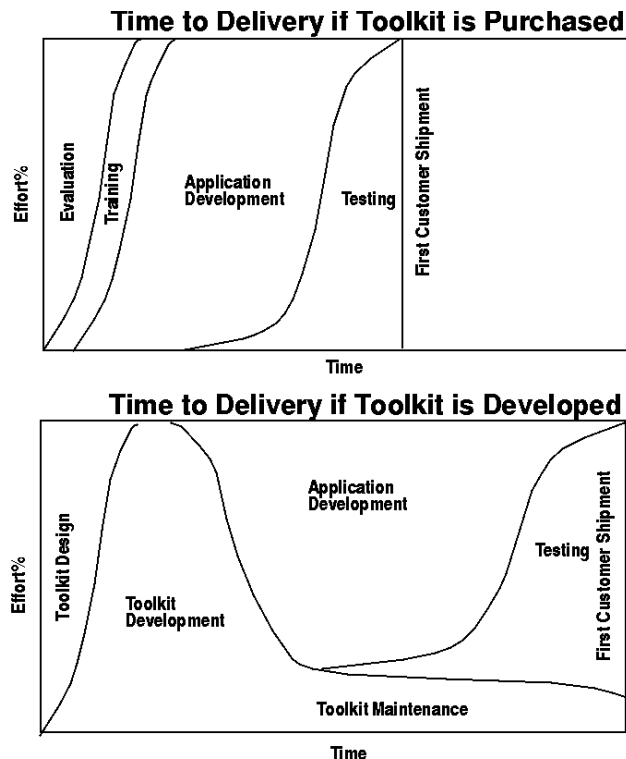 Time to Delivery if Toolkit is Purchased
Effort%
Evaluation
Training
Application
Development
Testing
First Customer Shipment
Time
Time to Delivery if Toolkit is Developed
Effort%
Toolkit Design
Toolkit
Development
Application
Development
Testing
First Customer Shipment
Toolkit Maintenance
Time